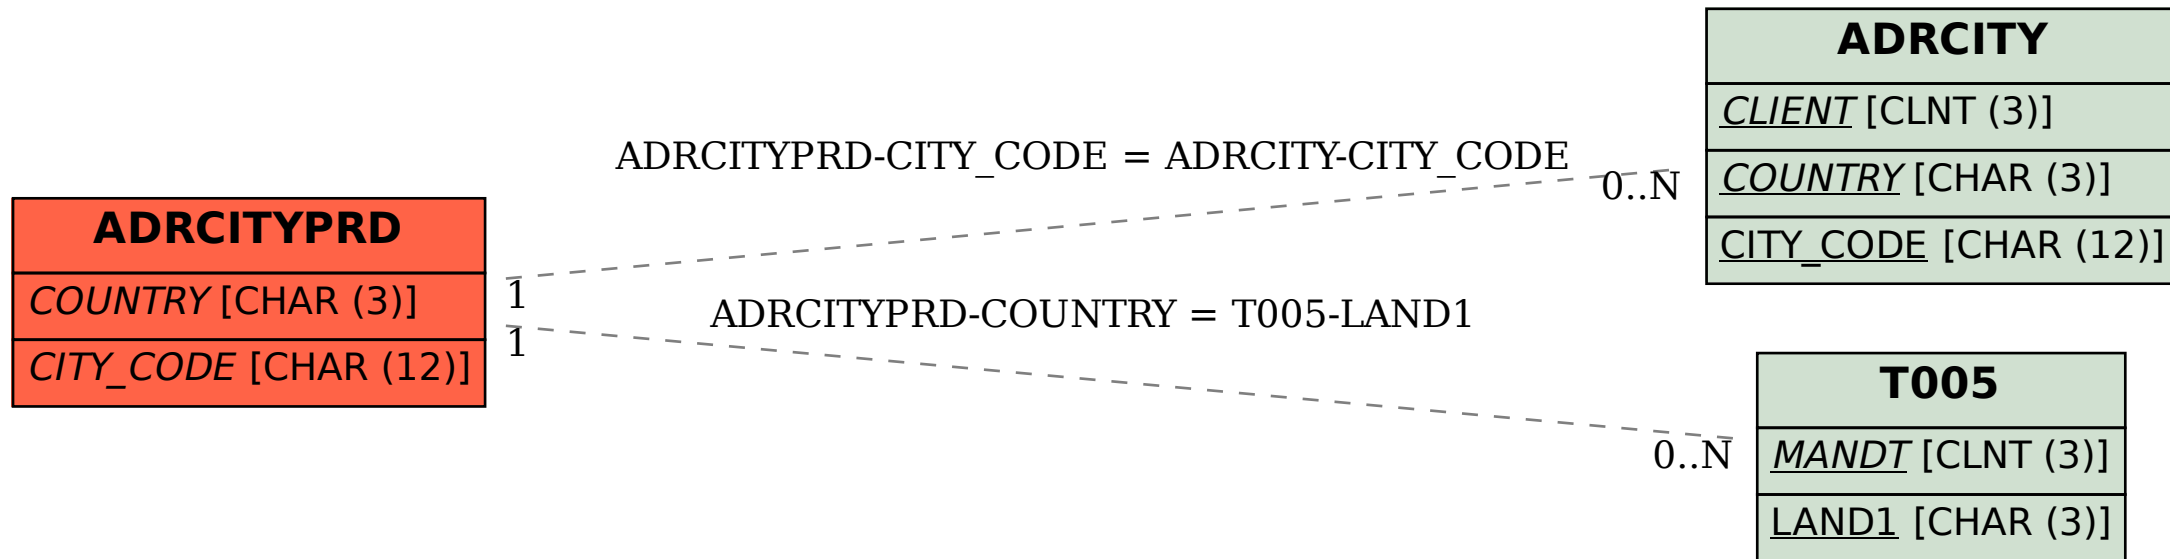 ADRCITYPRD
COUNTRY [CHAR (3)]
CITY_CODE [CHAR (12)]
ADRCITYPRD-CITY_CODE = ADRCITY-CITY_CODE
0..N
1
ADRCITYPRD-COUNTRY = T005-LAND1
1
0..N
ADRCITY
CLIENT [CLNT (3)]
COUNTRY [CHAR (3)]
CITY_CODE [CHAR (12)]
T005
MANDT [CLNT (3)]
LAND1 [CHAR (3)]